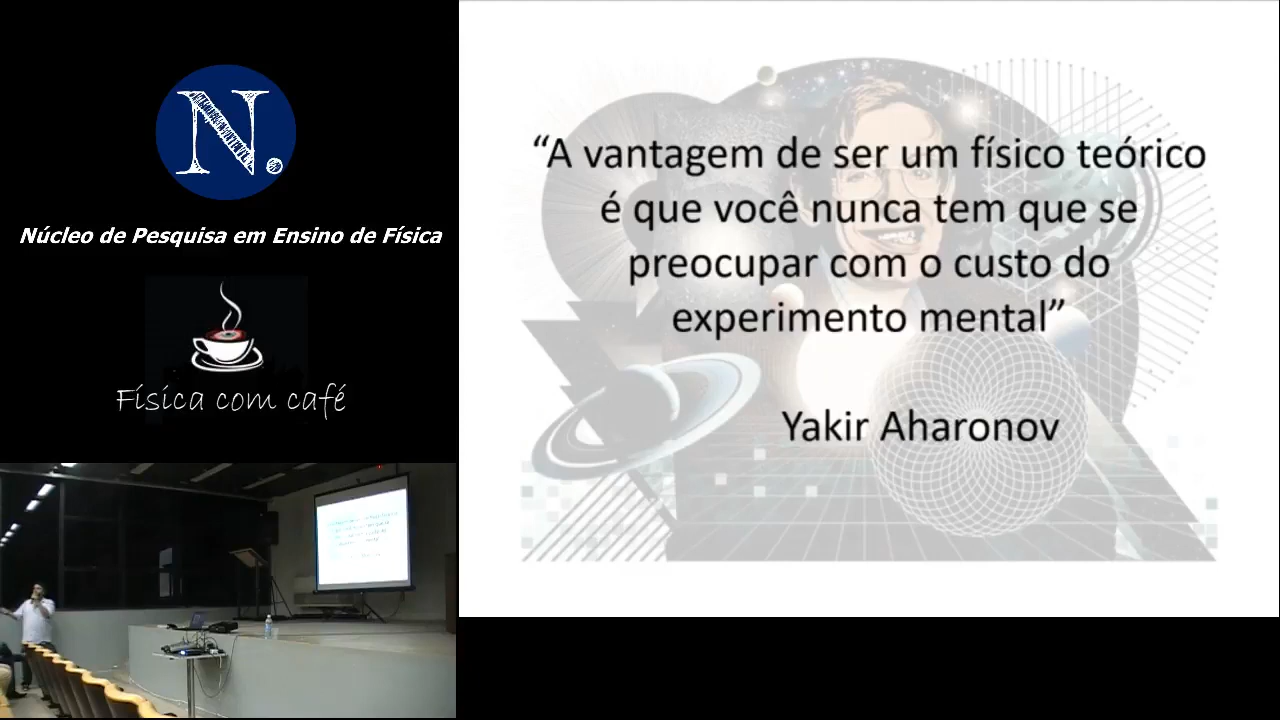 N.
Núcleo de Pesquisa em Ensino de Física
Física com café
“A vantagem de ser um físico teórico
é que você nunca tem que se
preocupar com o custo do
experimento mental”
Yakir Aharonov